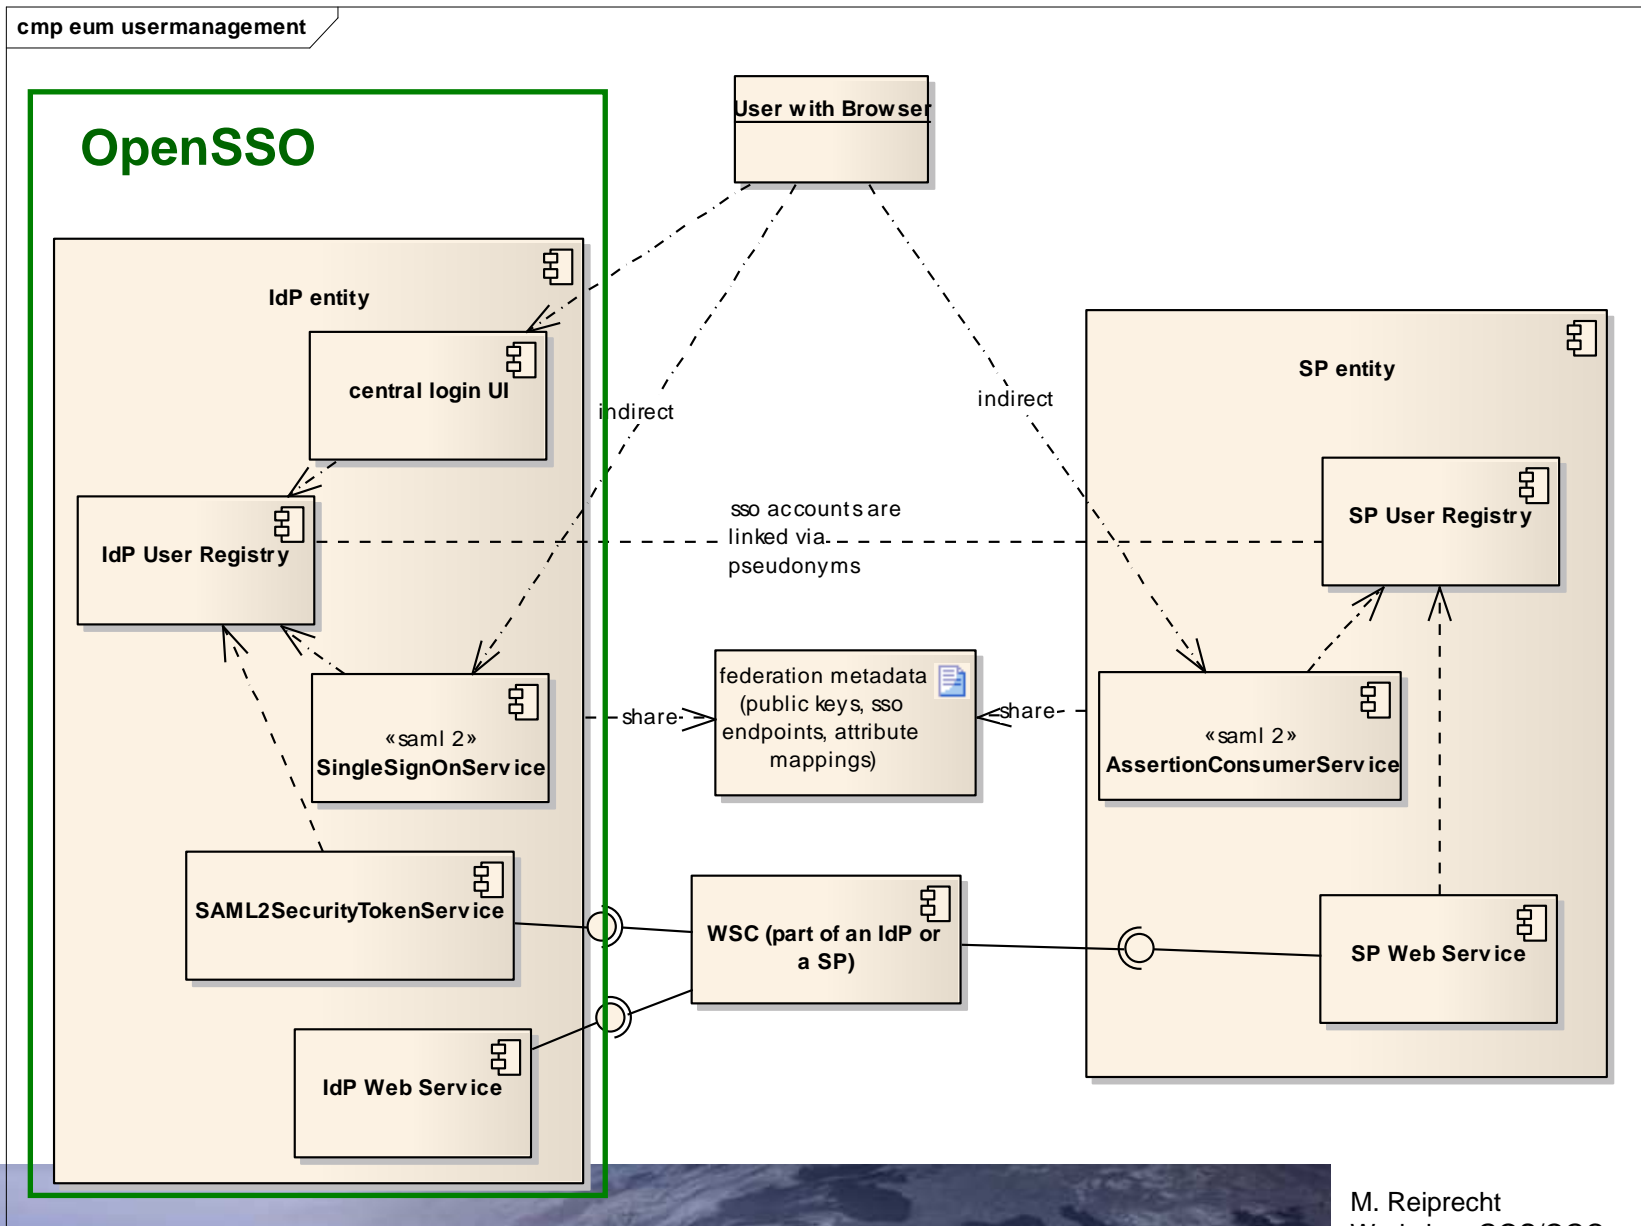 cmp eum usermanagement
OpenSSO
User with Browser
IdP entity
central login UI
indirect
indirect
SP entity
IdP User Registry
sso accounts are
linked via
pseudonyms
SP User Registry
«saml 2»
SingleSignOnService
share
federation metadata
(public keys, sso
endpoints, attribute
mappings)
share
«saml 2»
AssertionConsumerService
SAML2SecurityTokenService
WSC (part of an IdP or
a SP)
SP Web Service
IdP Web Service
M. Reiprecht